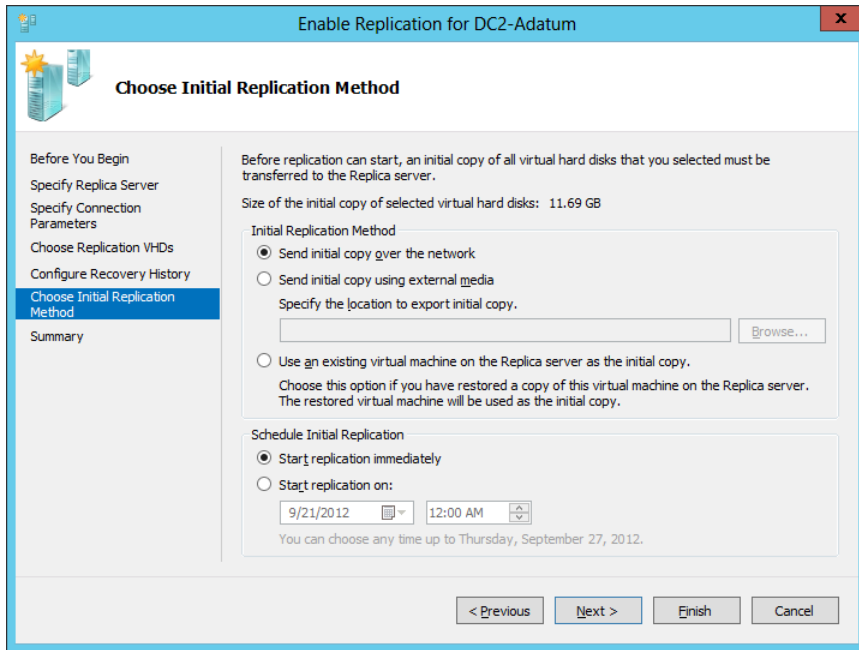 Enable Replication for DC2-Adatum
x
Choose Initial Replication Method
Before You Begin
Specify Replica Server
Specify Connection
Parameters
Choose Replication VHDs
Configure Recovery History
Choose Initial Replication
Method
Summary
Before replication can start, an initial copy of all virtual hard disks that you selected must be
transferred to the Replica server.
Size of the initial copy of selected virtual hard disks: 11.69 GB
Initial Replication Method
Send initial copy over the network
Send initial copy using external media
Specify the location to export initial copy.
Browse...
Use an existing virtual machine on the Replica server as the initial copy.
Choose this option if you have restored a copy of this virtual machine on the Replica server.
The restored virtual machine will be used as the initial copy.
Schedule Initial Replication
Start replication immediately
Start replication on:
9/21/2012 12:00 AM
You can choose any time up to Thursday, September 27, 2012.
< Previous Next > Finish Cancel